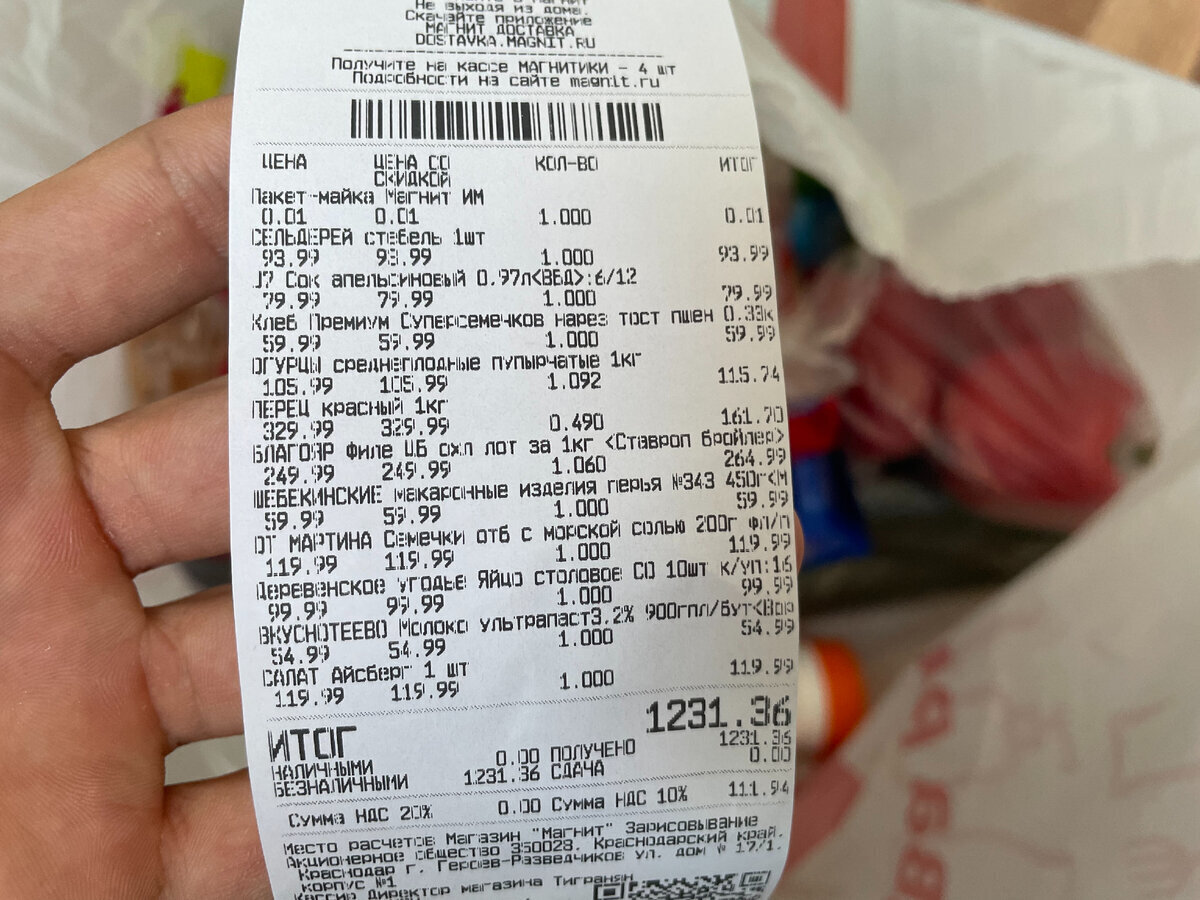 Не выходя из дома.
Скачайте приложение
МАГНИТ ДОСТАВКА
DOSTAVKA.MAGNIT.RU
Получите на кассе МАГНИТИКИ - 4 шт
Подробности на сайте magnit.ru
ЦЕНА ЦЕНА СО СКИДКОЙ КОЛ-ВО ИТОГ
Пакет-майка Магнит ИМ
0.01 0.01 1.000 0.01
СЕЛЬДЕРЕЙ стебель 1шт
93.99 93.99 1.000 93.99
J7 Сок апельсиновый 0.97л<ВБД>:6/12
79.99 79.99 1.000 79.99
Хлеб Премиум Суперсемечков нарез тост пшен 0.33к
59.99 59.99 1.000 59.99
ОГУРЦЫ среднеплодные пупырчатые 1кг
105.99 105.99 1.092 115.74
ПЕРЕЦ красный 1кг
329.99 329.99 0.490 161.70
БЛАГОЯР Филе ЦБ охл лот за 1кг <Ставроп бройлер>
249.99 249.99 1.060 264.99
ШЕБЕКИНСКИЕ макаронные изделия перья №343 450г<М
59.99 59.99 1.000 59.99
ОТ МАРТИНА Семечки отб с морской солью 200г фл/п
119.99 119.99 1.000 119.99
Деревенское угодье Яйцо столовое СО 10шт к/уп:16
99.99 99.99 1.000 99.99
ВКУСНОТЕЕВО Молоко ультрапаст3.2% 900гпл/бут<Вор
54.99 54.99 1.000 54.99
САЛАТ Айсберг 1 шт
119.99 119.99 1.000 119.99
ИТОГ 1231.36
НАЛИЧНЫМИ 0.00 ПОЛУЧЕНО 1231.36
БЕЗНАЛИЧНЫМИ 1231.36 СДАЧА 0.00
Сумма НДС 20% 0.00 Сумма НДС 10% 111.94
Место расчетов Магазин "Магнит" Зарисовывание
Акционерное общество 350028. Краснодарский край.
Краснодар г. Героев-Разведчиков ул. дом № 17/1.
корпус №1
Кассир Директор магазина Тигранян